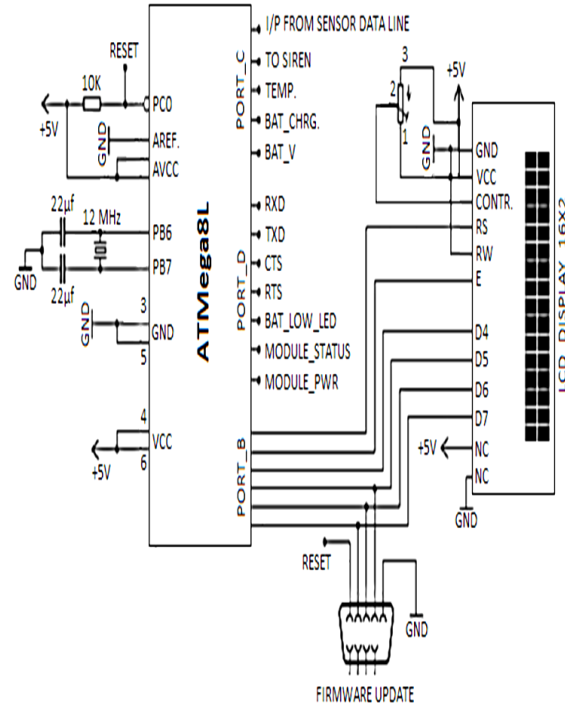 I/P FROM SENSOR DATA LINE
RESET
TO SIREN
10K
PORT_C
TEMP.
PC0
+5V
BAT_CHRG.
AREF.
GND
BAT_V
AVCC
22µf
12 MHz
RXD
PB6
TXD
CTS
PB7
GND
22µf
RTS
PORT_D
ATMega8L
3
BAT_LOW_LED
GND
GND
5
MODULE_STATUS
MODULE_PWR
4
VCC
+5V
6
PORT_B
3
+5V
2
1
GND
GND
VCC
CONTR.
RS
RW
E
D4
D5
D6
D7
+5V
NC
NC
GND
LCD DISPLAY 16X2
RESET
GND
FIRMWARE UPDATE